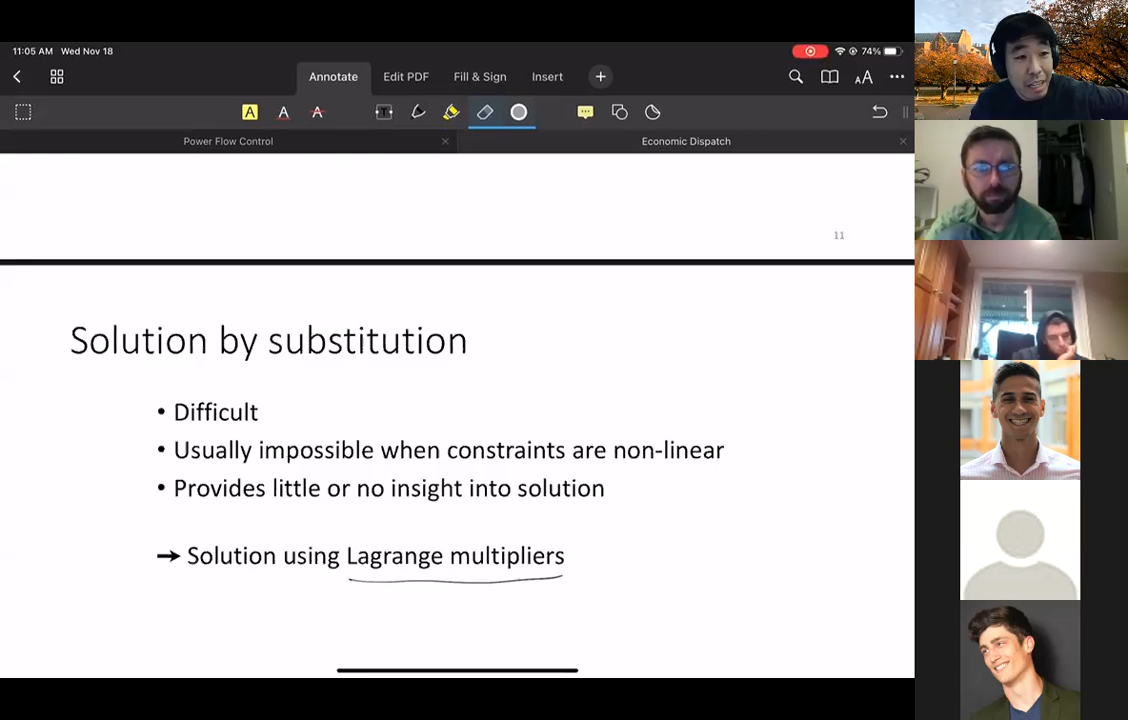 11:05 AM Wed Nov 18
74%
Annotate Edit PDF Fill & Sign Insert
AA
A A A T
Power Flow Control
Economic Dispatch
11
Solution by substitution
• Difficult
• Usually impossible when constraints are non-linear
• Provides little or no insight into solution
→ Solution using Lagrange multipliers